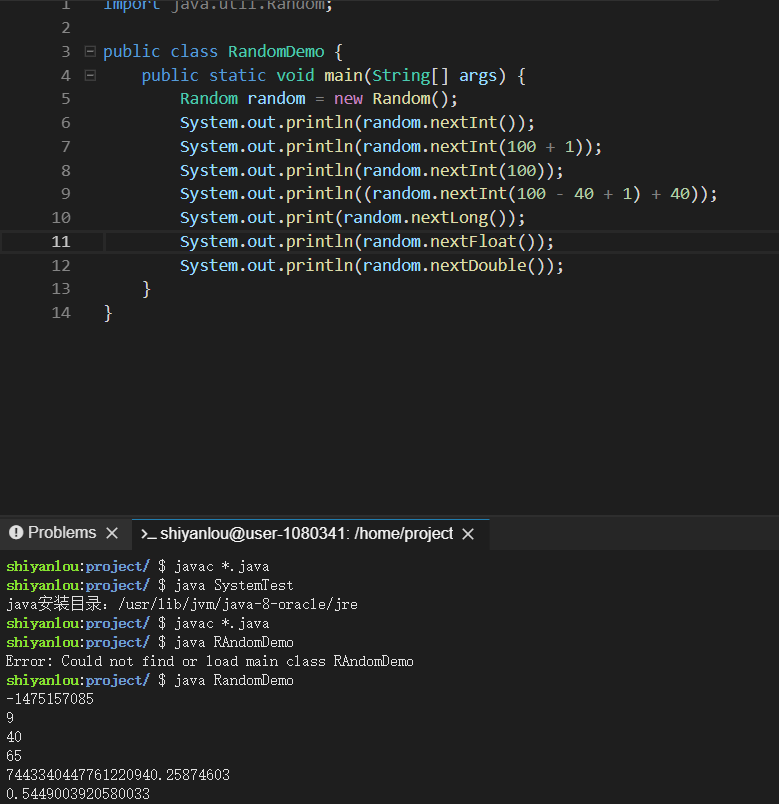 1 import java.util.Random;
2
3 public class RandomDemo {
4 public static void main(String[] args) {
5 Random random = new Random();
6 System.out.println(random.nextInt());
7 System.out.println(random.nextInt(100 + 1));
8 System.out.println(random.nextInt(100));
9 System.out.println((random.nextInt(100 - 40 + 1) + 40));
10 System.out.print(random.nextLong());
11 System.out.println(random.nextFloat());
12 System.out.println(random.nextDouble());
13 }
14 }
Problems × >_ shiyanlou@user-1080341: /home/project ×
shiyanlou:project/ $ javac *.java
shiyanlou:project/ $ java SystemTest
java安装目录：/usr/lib/jvm/java-8-oracle/jre
shiyanlou:project/ $ javac *.java
shiyanlou:project/ $ java RAndomDemo
Error: Could not find or load main class RAndomDemo
shiyanlou:project/ $ java RandomDemo
-1475157085
9
40
65
7443340447761220940.25874603
0.5449003920580033